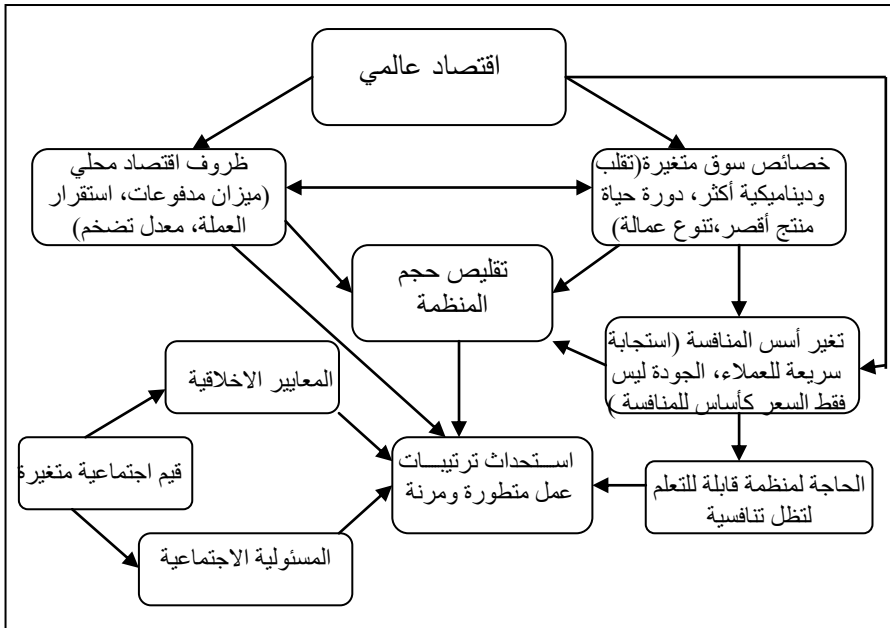 اقتصاد عالمي
خصائص سوق متغيرة(تقلب
وديناميكية أكثر، دورة حياة
منتج أقصر،تنوع عمالة)
ظروف اقتصاد محلي
(ميزان مدفوعات، استقرار
العملة، معدل تضخم)
تقليص حجم
المنظمة
تغير أسس المنافسة (استجابة
سريعة للعملاء، الجودة ليس
فقط السعر كأساس للمنافسة )
المعايير الاخلاقية
قيم اجتماعية متغيرة
استحداث ترتيبات
عمل متطورة ومرنة
الحاجة لمنظمة قابلة للتعلم
لتظل تنافسية
المسئولية الاجتماعية